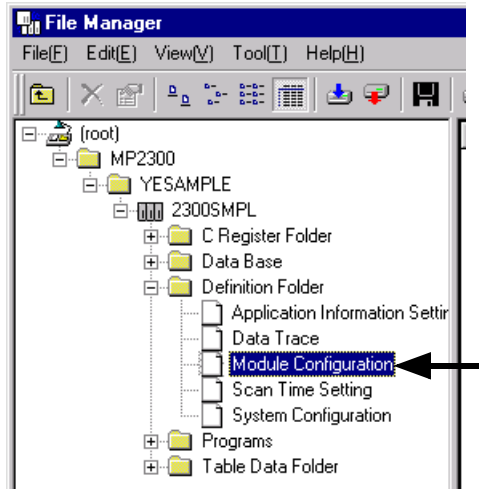 File Manager
File(F) Edit(E) View(V) Tool(T) Help(H)
(root)
MP2300
YESAMPLE
2300SMPL
C Register Folder
Data Base
Definition Folder
Application Information Settir
Data Trace
Module Configuration
Scan Time Setting
System Configuration
Programs
Table Data Folder